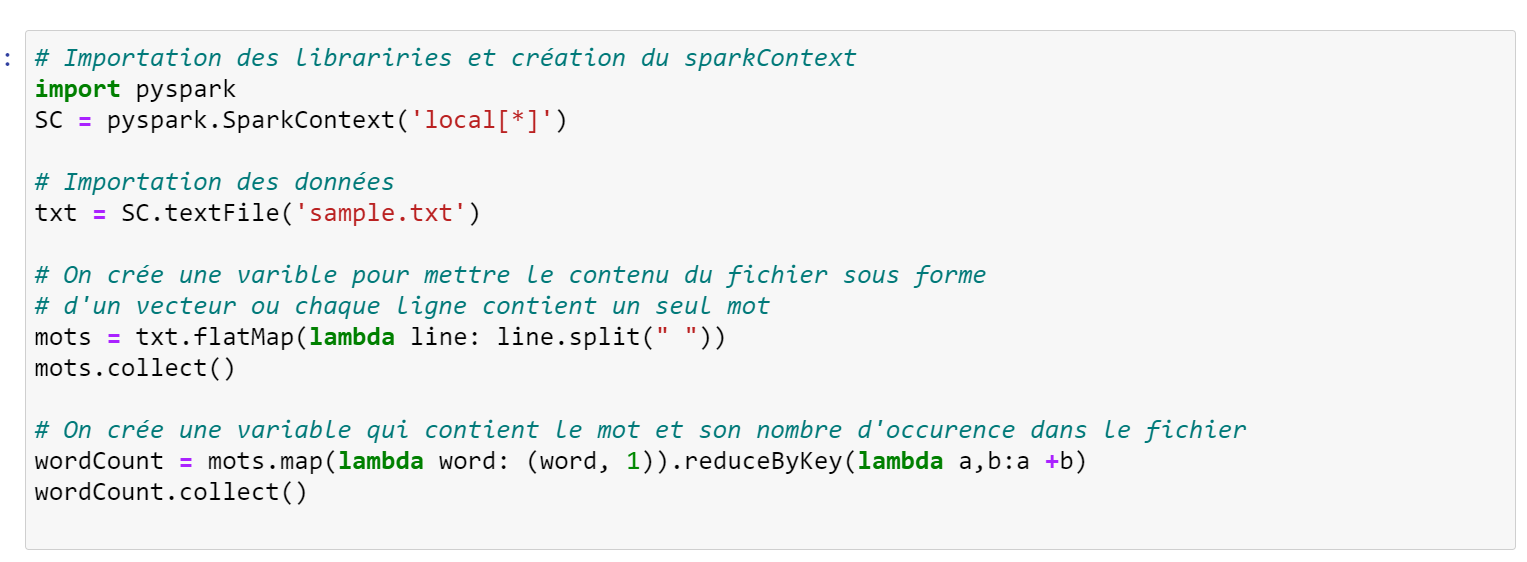 :
# Importation des librariries et création du sparkContext
import pyspark
SC = pyspark.SparkContext('local[*]')
# Importation des données
txt = SC.textFile('sample.txt')
# On crée une varible pour mettre le contenu du fichier sous forme
# d'un vecteur ou chaque ligne contient un seul mot
mots = txt.flatMap(lambda line: line.split(" "))
mots.collect()
# On crée une variable qui contient le mot et son nombre d'occurence dans le fichier
wordCount = mots.map(lambda word: (word, 1)).reduceByKey(lambda a,b:a +b)
wordCount.collect()